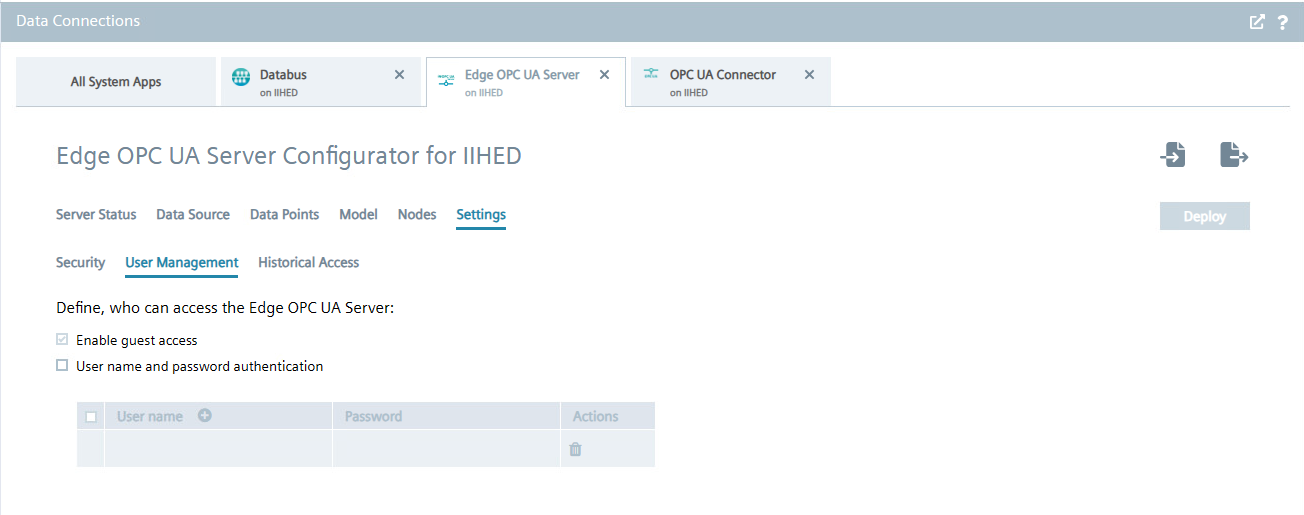 Data Connections ?
All System Apps
Databus
on IIHED
Edge OPC UA Server
on IIHED
OPC UA Connector
on IIHED
Edge OPC UA Server Configurator for IIHED
Server Status Data Source Data Points Model Nodes Settings
Deploy
Security User Management Historical Access
Define, who can access the Edge OPC UA Server:
Enable guest access
User name and password authentication
User name Password Actions